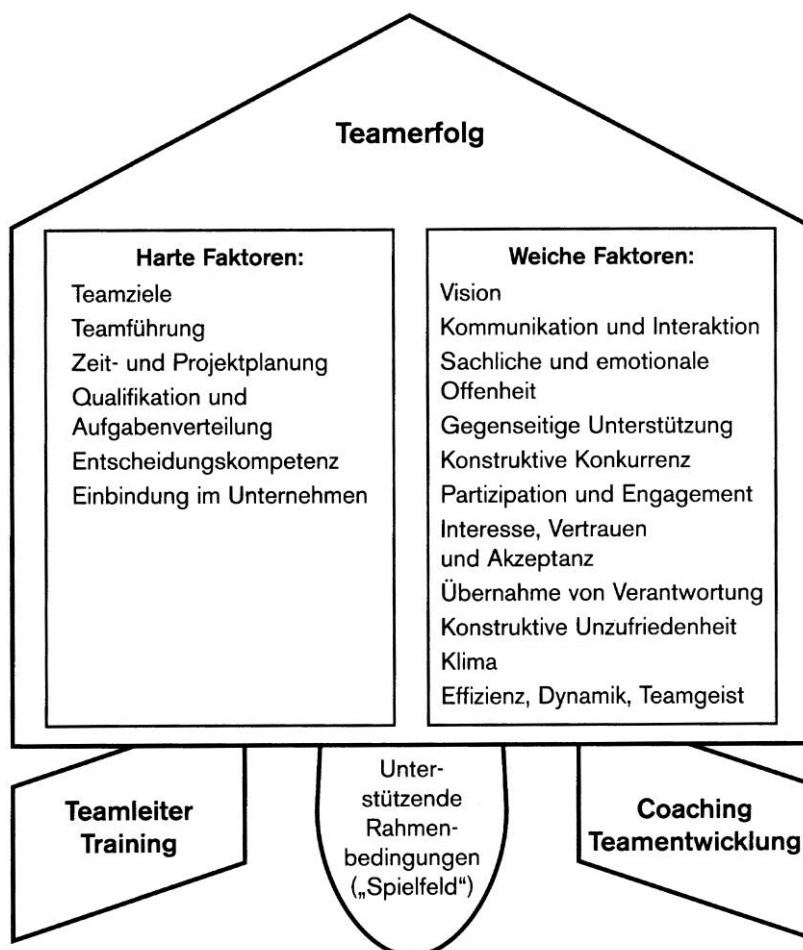 Teamerfolg
Harte Faktoren:
Teamziele
Teamführung
Zeit- und Projektplanung
Qualifikation und
Aufgabenverteilung
Entscheidungskompetenz
Einbindung im Unternehmen
Weiche Faktoren:
Vision
Kommunikation und Interaktion
Sachliche und emotionale
Offenheit
Gegenseitige Unterstützung
Konstruktive Konkurrenz
Partizipation und Engagement
Interesse, Vertrauen
und Akzeptanz
Übernahme von Verantwortung
Konstruktive Unzufriedenheit
Klima
Effizienz, Dynamik, Teamgeist
Teamleiter
Training
Unter-
stützende
Rahmen-
bedingungen
(„Spielfeld“)
Coaching
Teamentwicklung